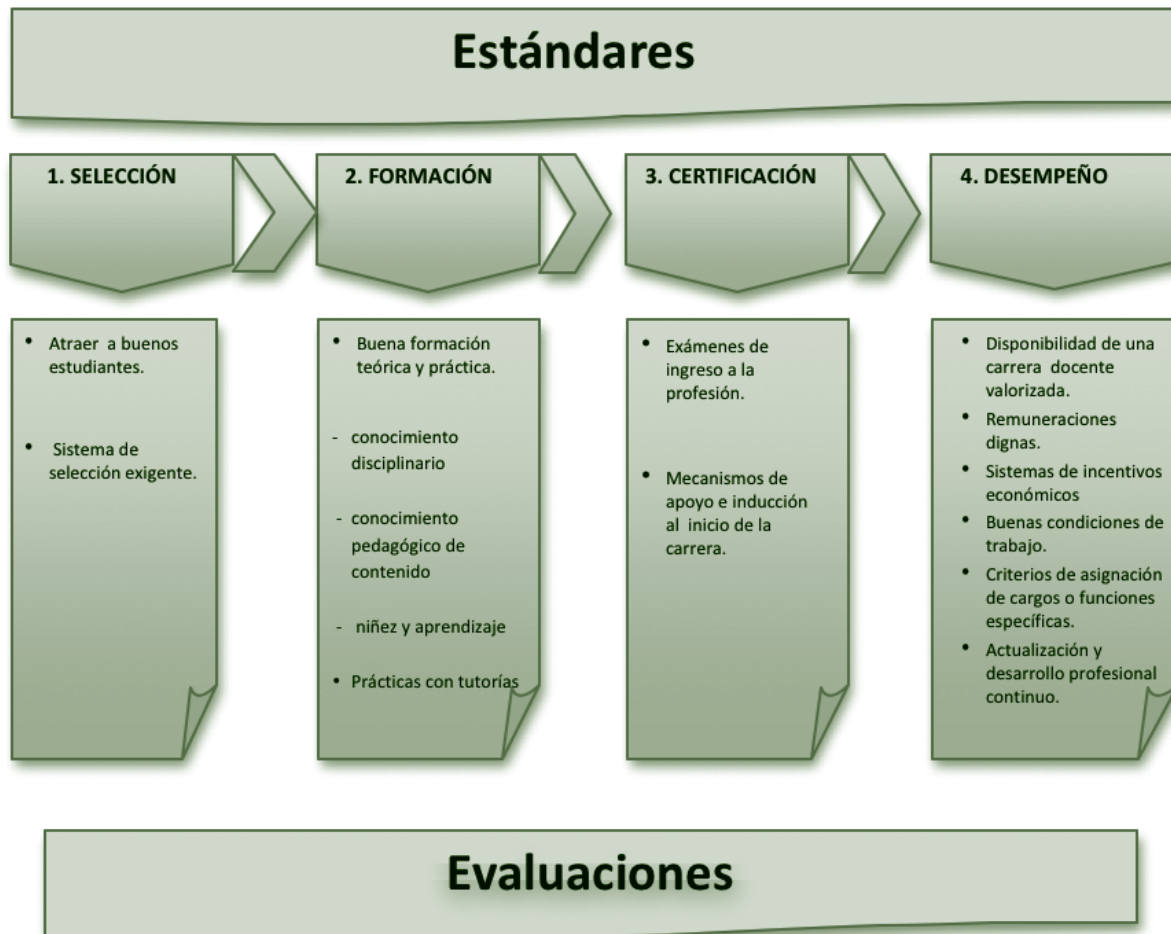 Estándares
1. SELECCIÓN
2. FORMACIÓN
3. CERTIFICACIÓN
4. DESEMPEÑO
• Atraer a buenos
estudiantes.
• Sistema de
selección exigente.
• Buena formación
teórica y práctica.
- conocimiento
disciplinario
- conocimiento
pedagógico de
contenido
- niñez y aprendizaje
• Prácticas con tutorías
• Exámenes de
ingreso a la
profesión.
• Mecanismos de
apoyo e inducción
al inicio de la
carrera.
• Disponibilidad de una
carrera docente
valorizada.
• Remuneraciones
dignas.
• Sistemas de incentivos
económicos
• Buenas condiciones de
trabajo.
• Criterios de asignación
de cargos o funciones
específicas.
• Actualización y
desarrollo profesional
continuo.
Evaluaciones